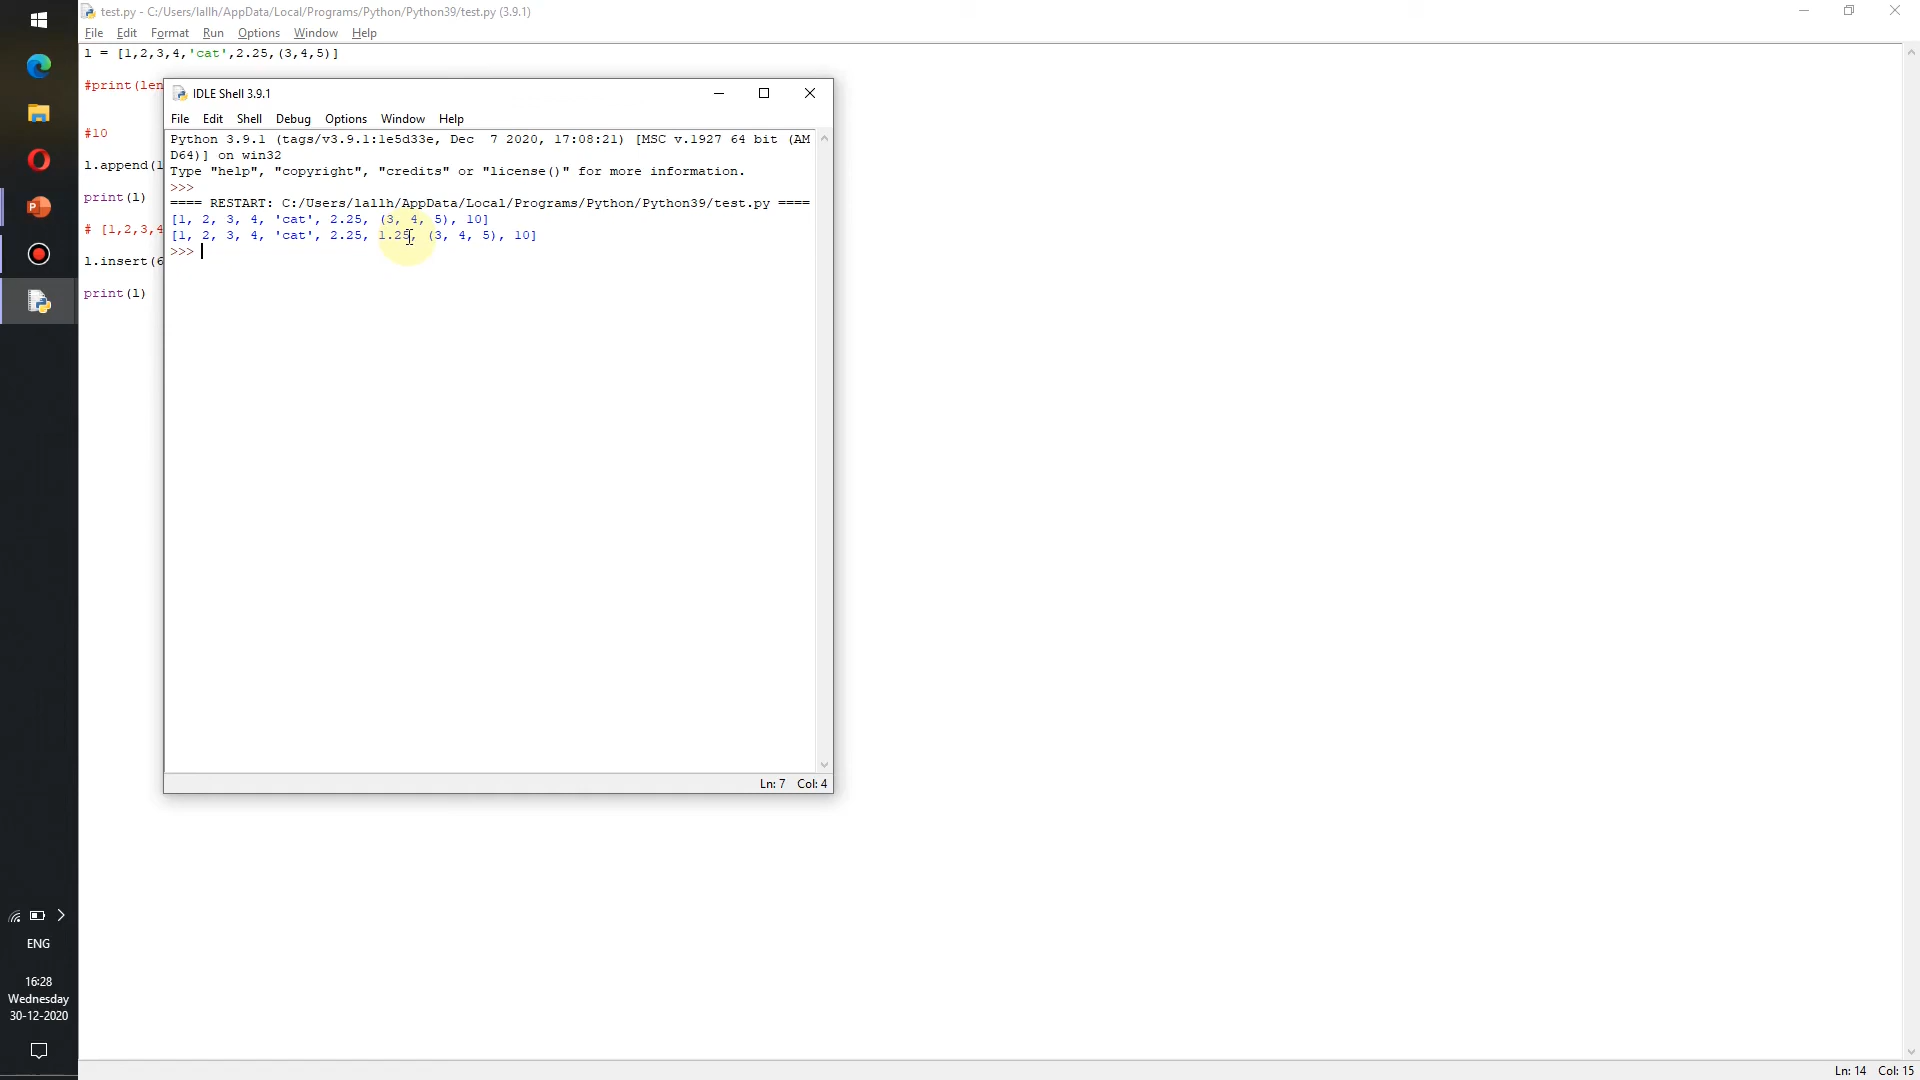 test.py - C:/Users/lallh/AppData/Local/Programs/Python/Python39/test.py (3.9.1)
File Edit Format Run Options Window Help
l = [1,2,3,4,'cat',2.25,(3,4,5)]
#print(len
#10
l.append(1
print(l)
# [1,2,3,4
l.insert(6
print(l)
IDLE Shell 3.9.1
File Edit Shell Debug Options Window Help
Python 3.9.1 (tags/v3.9.1:1e5d33e, Dec  7 2020, 17:08:21) [MSC v.1927 64 bit (AM
D64)] on win32
Type "help", "copyright", "credits" or "license()" for more information.
>>>
==== RESTART: C:/Users/lallh/AppData/Local/Programs/Python/Python39/test.py ====
[1, 2, 3, 4, 'cat', 2.25, (3, 4, 5), 10]
[1, 2, 3, 4, 'cat', 2.25, 1.25, (3, 4, 5), 10]
>>>
Ln: 7 Col: 4
ENG
16:28
Wednesday
30-12-2020
Ln: 14 Col: 15